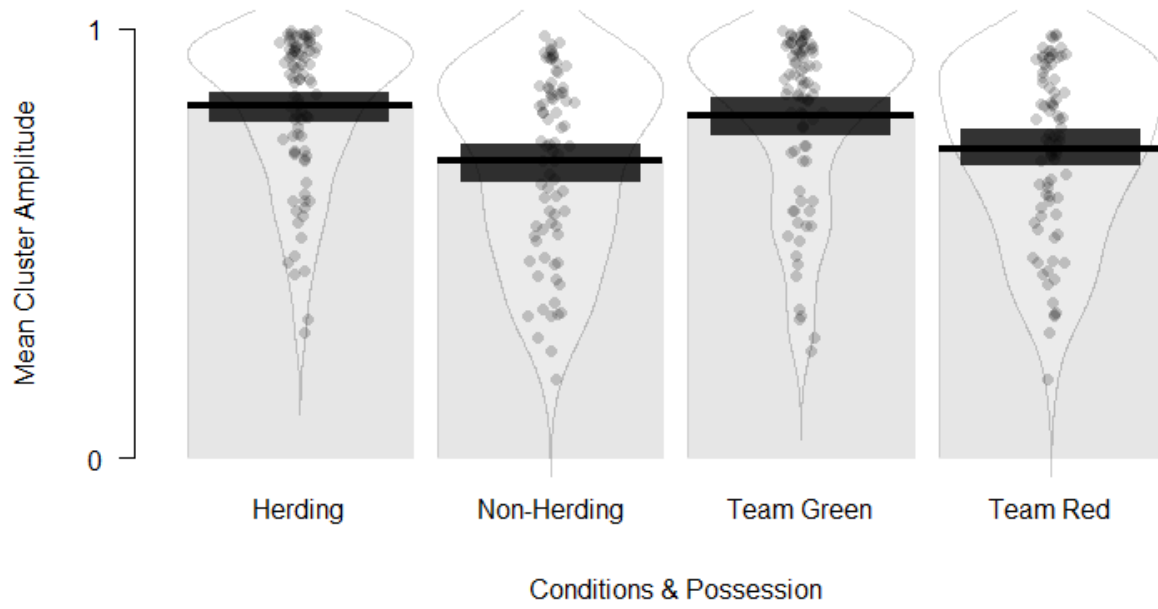 Mean Cluster Amplitude
1
0
Herding
Non-Herding
Team Green
Team Red
Conditions & Possession